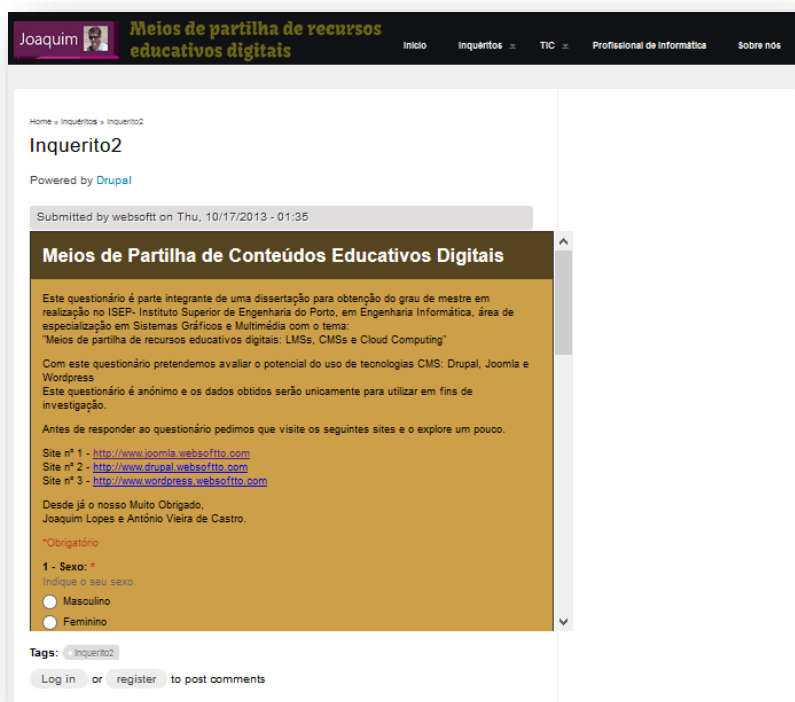 Joaquim
Meios de partilha de recursos
educativos digitais
Início Inquéritos TIC Profissional de Informática Sobre nós
Home » Inquéritos » Inquerito2
Inquerito2
Powered by Drupal
Submitted by websoftt on Thu, 10/17/2013 - 01:35
Meios de Partilha de Conteúdos Educativos Digitais
Este questionário é parte integrante de uma dissertação para obtenção do grau de mestre em
realização no ISEP- Instituto Superior de Engenharia do Porto, em Engenharia Informática, área de
especialização em Sistemas Gráficos e Multimédia com o tema:
"Meios de partilha de recursos educativos digitais: LMSs, CMSs e Cloud Computing"
Com este questionário pretendemos avaliar o potencial do uso de tecnologias CMS: Drupal, Joomla e
Wordpress
Este questionário é anónimo e os dados obtidos serão unicamente para utilizar em fins de
investigação.
Antes de responder ao questionário pedimos que visite os seguintes sites e o explore um pouco.
Site nº 1 - http://www.joomla.websoftto.com
Site nº 2 - http://www.drupal.websoftto.com
Site nº 3 - http://www.wordpress.websoftto.com
Desde já o nosso Muito Obrigado,
Joaquim Lopes e António Vieira de Castro.
*Obrigatório
1 - Sexo: *
Indique o seu sexo.
Masculino
Feminino
Tags: Inquerito2
Log in or register to post comments